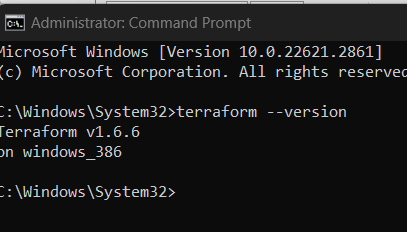 Administrator: Command Prompt
Microsoft Windows [Version 10.0.22621.2861]
(c) Microsoft Corporation. All rights reserved
C:\Windows\System32>terraform --version
Terraform v1.6.6
on windows_386
C:\Windows\System32>